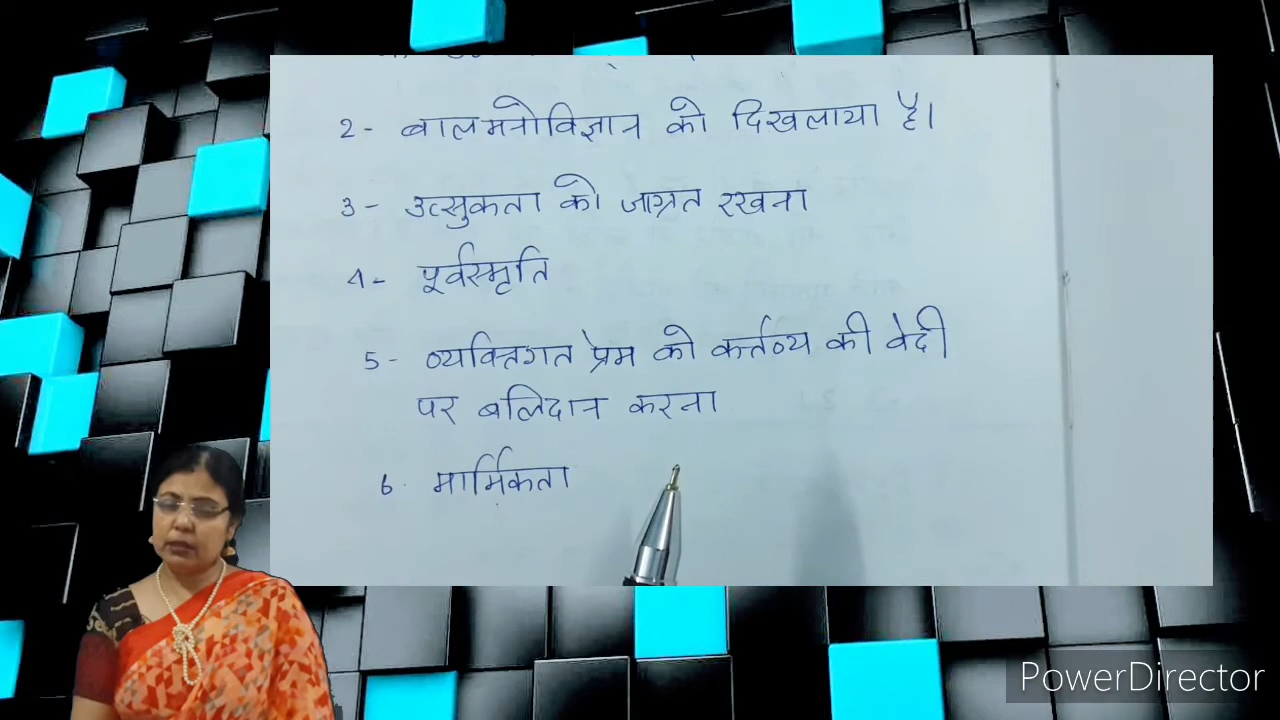 2- बालमनोविज्ञान को दिखलाया है।
3- उत्सुकता को जाग्रत रखना
4- पूर्वस्मृति
5- व्यक्तिगत प्रेम को कर्तव्य की वेदी
पर बलिदान करना
6. मार्मिकता
PowerDirector